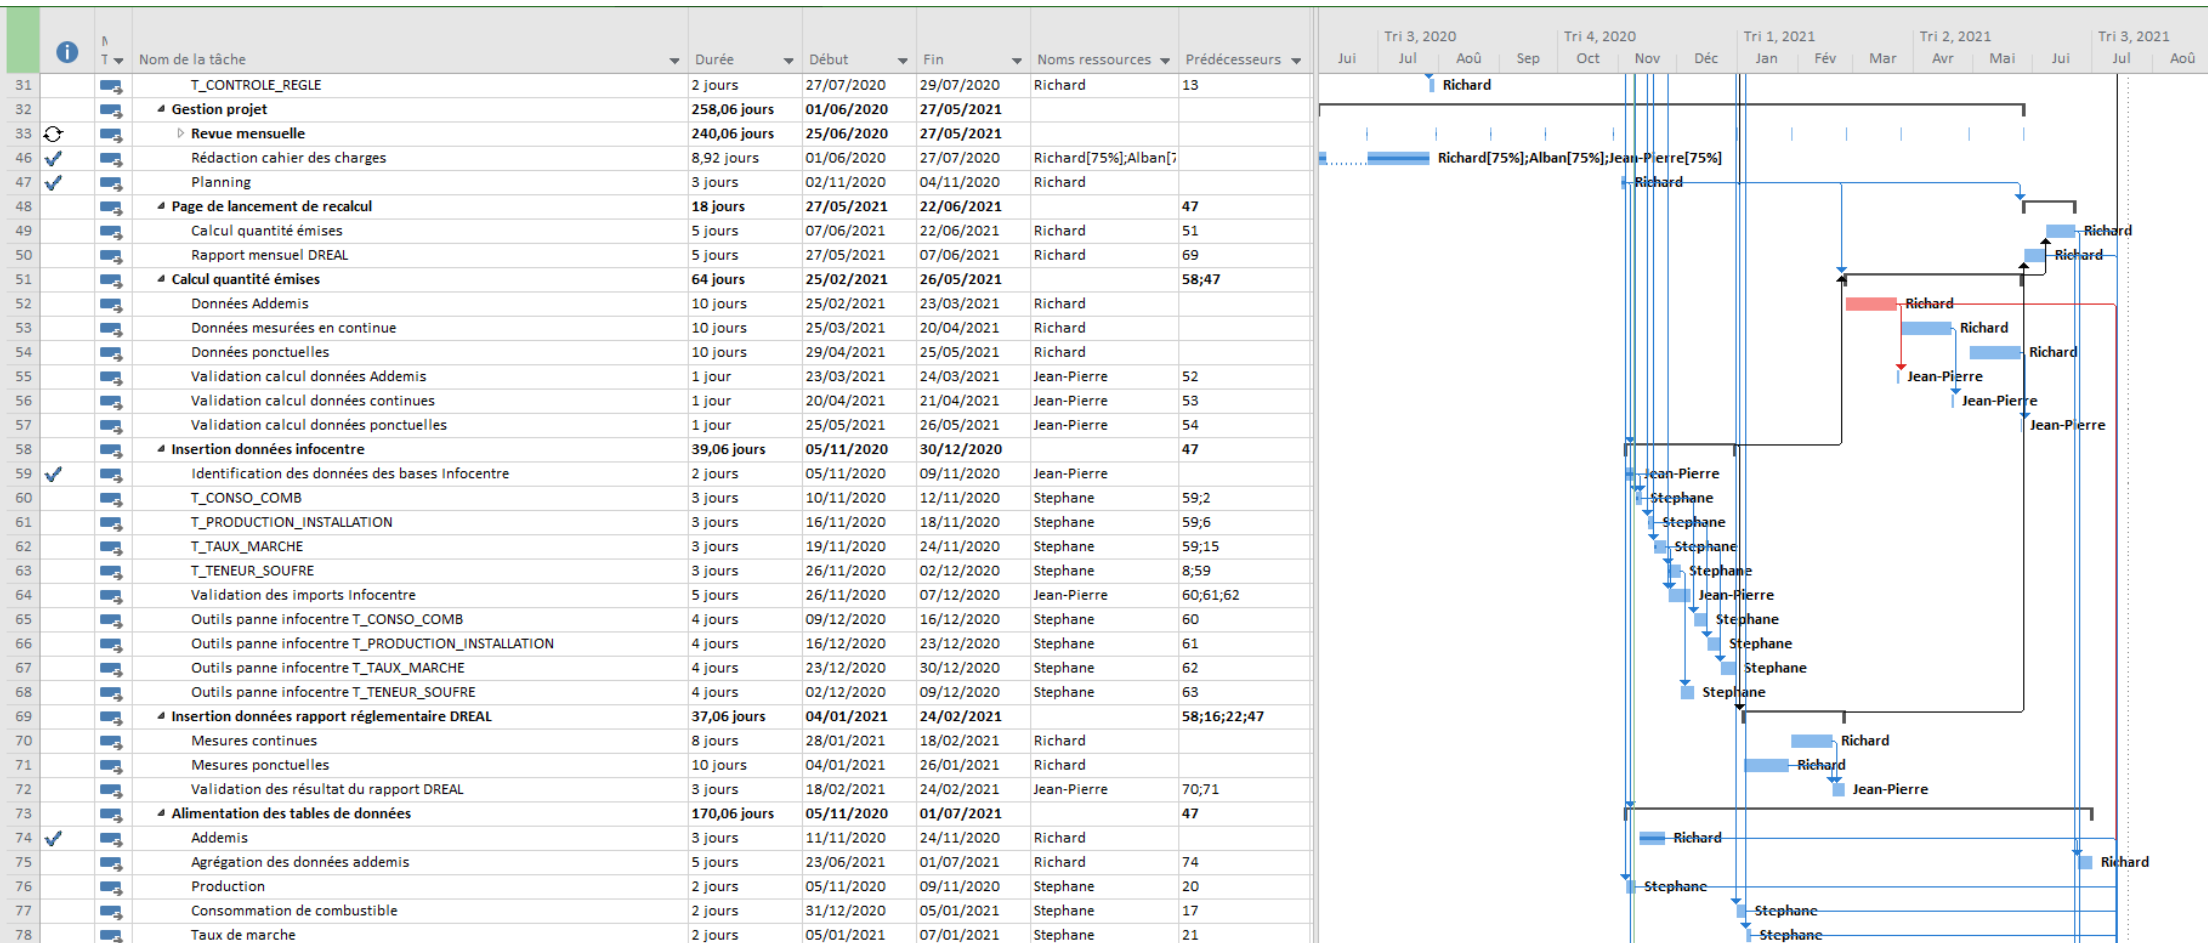 Tri 3, 2020 Tri 4, 2020 Tri 1, 2021 Tri 2, 2021 Tri 3, 2021
T Nom de la tâche Durée Début Fin Noms ressources Prédécesseurs Jui Jul Aoû Sep Oct Nov Déc Jan Fév Mar Avr Mai Jui Jul Aoû
31 T_CONTROLE_REGLE 2 jours 27/07/2020 29/07/2020 Richard 13 Richard
32 Gestion projet 258,06 jours 01/06/2020 27/05/2021
33 Revue mensuelle 240,06 jours 25/06/2020 27/05/2021
46 Rédaction cahier des charges 8,92 jours 01/06/2020 27/07/2020 Richard[75%];Alban[7 Richard[75%];Alban[75%];Jean-Pierre[75%]
47 Planning 3 jours 02/11/2020 04/11/2020 Richard Richard
48 Page de lancement de recalcul 18 jours 27/05/2021 22/06/2021 47
49 Calcul quantité émises 5 jours 07/06/2021 22/06/2021 Richard 51 Richard
50 Rapport mensuel DREAL 5 jours 27/05/2021 07/06/2021 Richard 69 Richard
51 Calcul quantité émises 64 jours 25/02/2021 26/05/2021 58;47
52 Données Addemis 10 jours 25/02/2021 23/03/2021 Richard Richard
53 Données mesurées en continue 10 jours 25/03/2021 20/04/2021 Richard Richard
54 Données ponctuelles 10 jours 29/04/2021 25/05/2021 Richard Richard
55 Validation calcul données Addemis 1 jour 23/03/2021 24/03/2021 Jean-Pierre 52 Jean-Pierre
56 Validation calcul données continues 1 jour 20/04/2021 21/04/2021 Jean-Pierre 53 Jean-Pierre
57 Validation calcul données ponctuelles 1 jour 25/05/2021 26/05/2021 Jean-Pierre 54 Jean-Pierre
58 Insertion données infocentre 39,06 jours 05/11/2020 30/12/2020 47
59 Identification des données des bases Infocentre 2 jours 05/11/2020 09/11/2020 Jean-Pierre Jean-Pierre
60 T_CONSO_COMB 3 jours 10/11/2020 12/11/2020 Stephane 59;2 Stephane
61 T_PRODUCTION_INSTALLATION 3 jours 16/11/2020 18/11/2020 Stephane 59;6 Stephane
62 T_TAUX_MARCHE 3 jours 19/11/2020 24/11/2020 Stephane 59;15 Stephane
63 T_TENEUR_SOUFRE 3 jours 26/11/2020 02/12/2020 Stephane 8;59 Stephane
64 Validation des imports Infocentre 5 jours 26/11/2020 07/12/2020 Jean-Pierre 60;61;62 Jean-Pierre
65 Outils panne infocentre T_CONSO_COMB 4 jours 09/12/2020 16/12/2020 Stephane 60 Stephane
66 Outils panne infocentre T_PRODUCTION_INSTALLATION 4 jours 16/12/2020 23/12/2020 Stephane 61 Stephane
67 Outils panne infocentre T_TAUX_MARCHE 4 jours 23/12/2020 30/12/2020 Stephane 62 Stephane
68 Outils panne infocentre T_TENEUR_SOUFRE 4 jours 02/12/2020 09/12/2020 Stephane 63 Stephane
69 Insertion données rapport réglementaire DREAL 37,06 jours 04/01/2021 24/02/2021 58;16;22;47
70 Mesures continues 8 jours 28/01/2021 18/02/2021 Richard Richard
71 Mesures ponctuelles 10 jours 04/01/2021 26/01/2021 Richard Richard
72 Validation des résultat du rapport DREAL 3 jours 18/02/2021 24/02/2021 Jean-Pierre 70;71 Jean-Pierre
73 Alimentation des tables de données 170,06 jours 05/11/2020 01/07/2021 47
74 Addemis 3 jours 11/11/2020 24/11/2020 Richard Richard
75 Agrégation des données addemis 5 jours 23/06/2021 01/07/2021 Richard 74 Richard
76 Production 2 jours 05/11/2020 09/11/2020 Stephane 20 Stephane
77 Consommation de combustible 2 jours 31/12/2020 05/01/2021 Stephane 17 Stephane
78 Taux de marche 2 jours 05/01/2021 07/01/2021 Stephane 21 Stephane